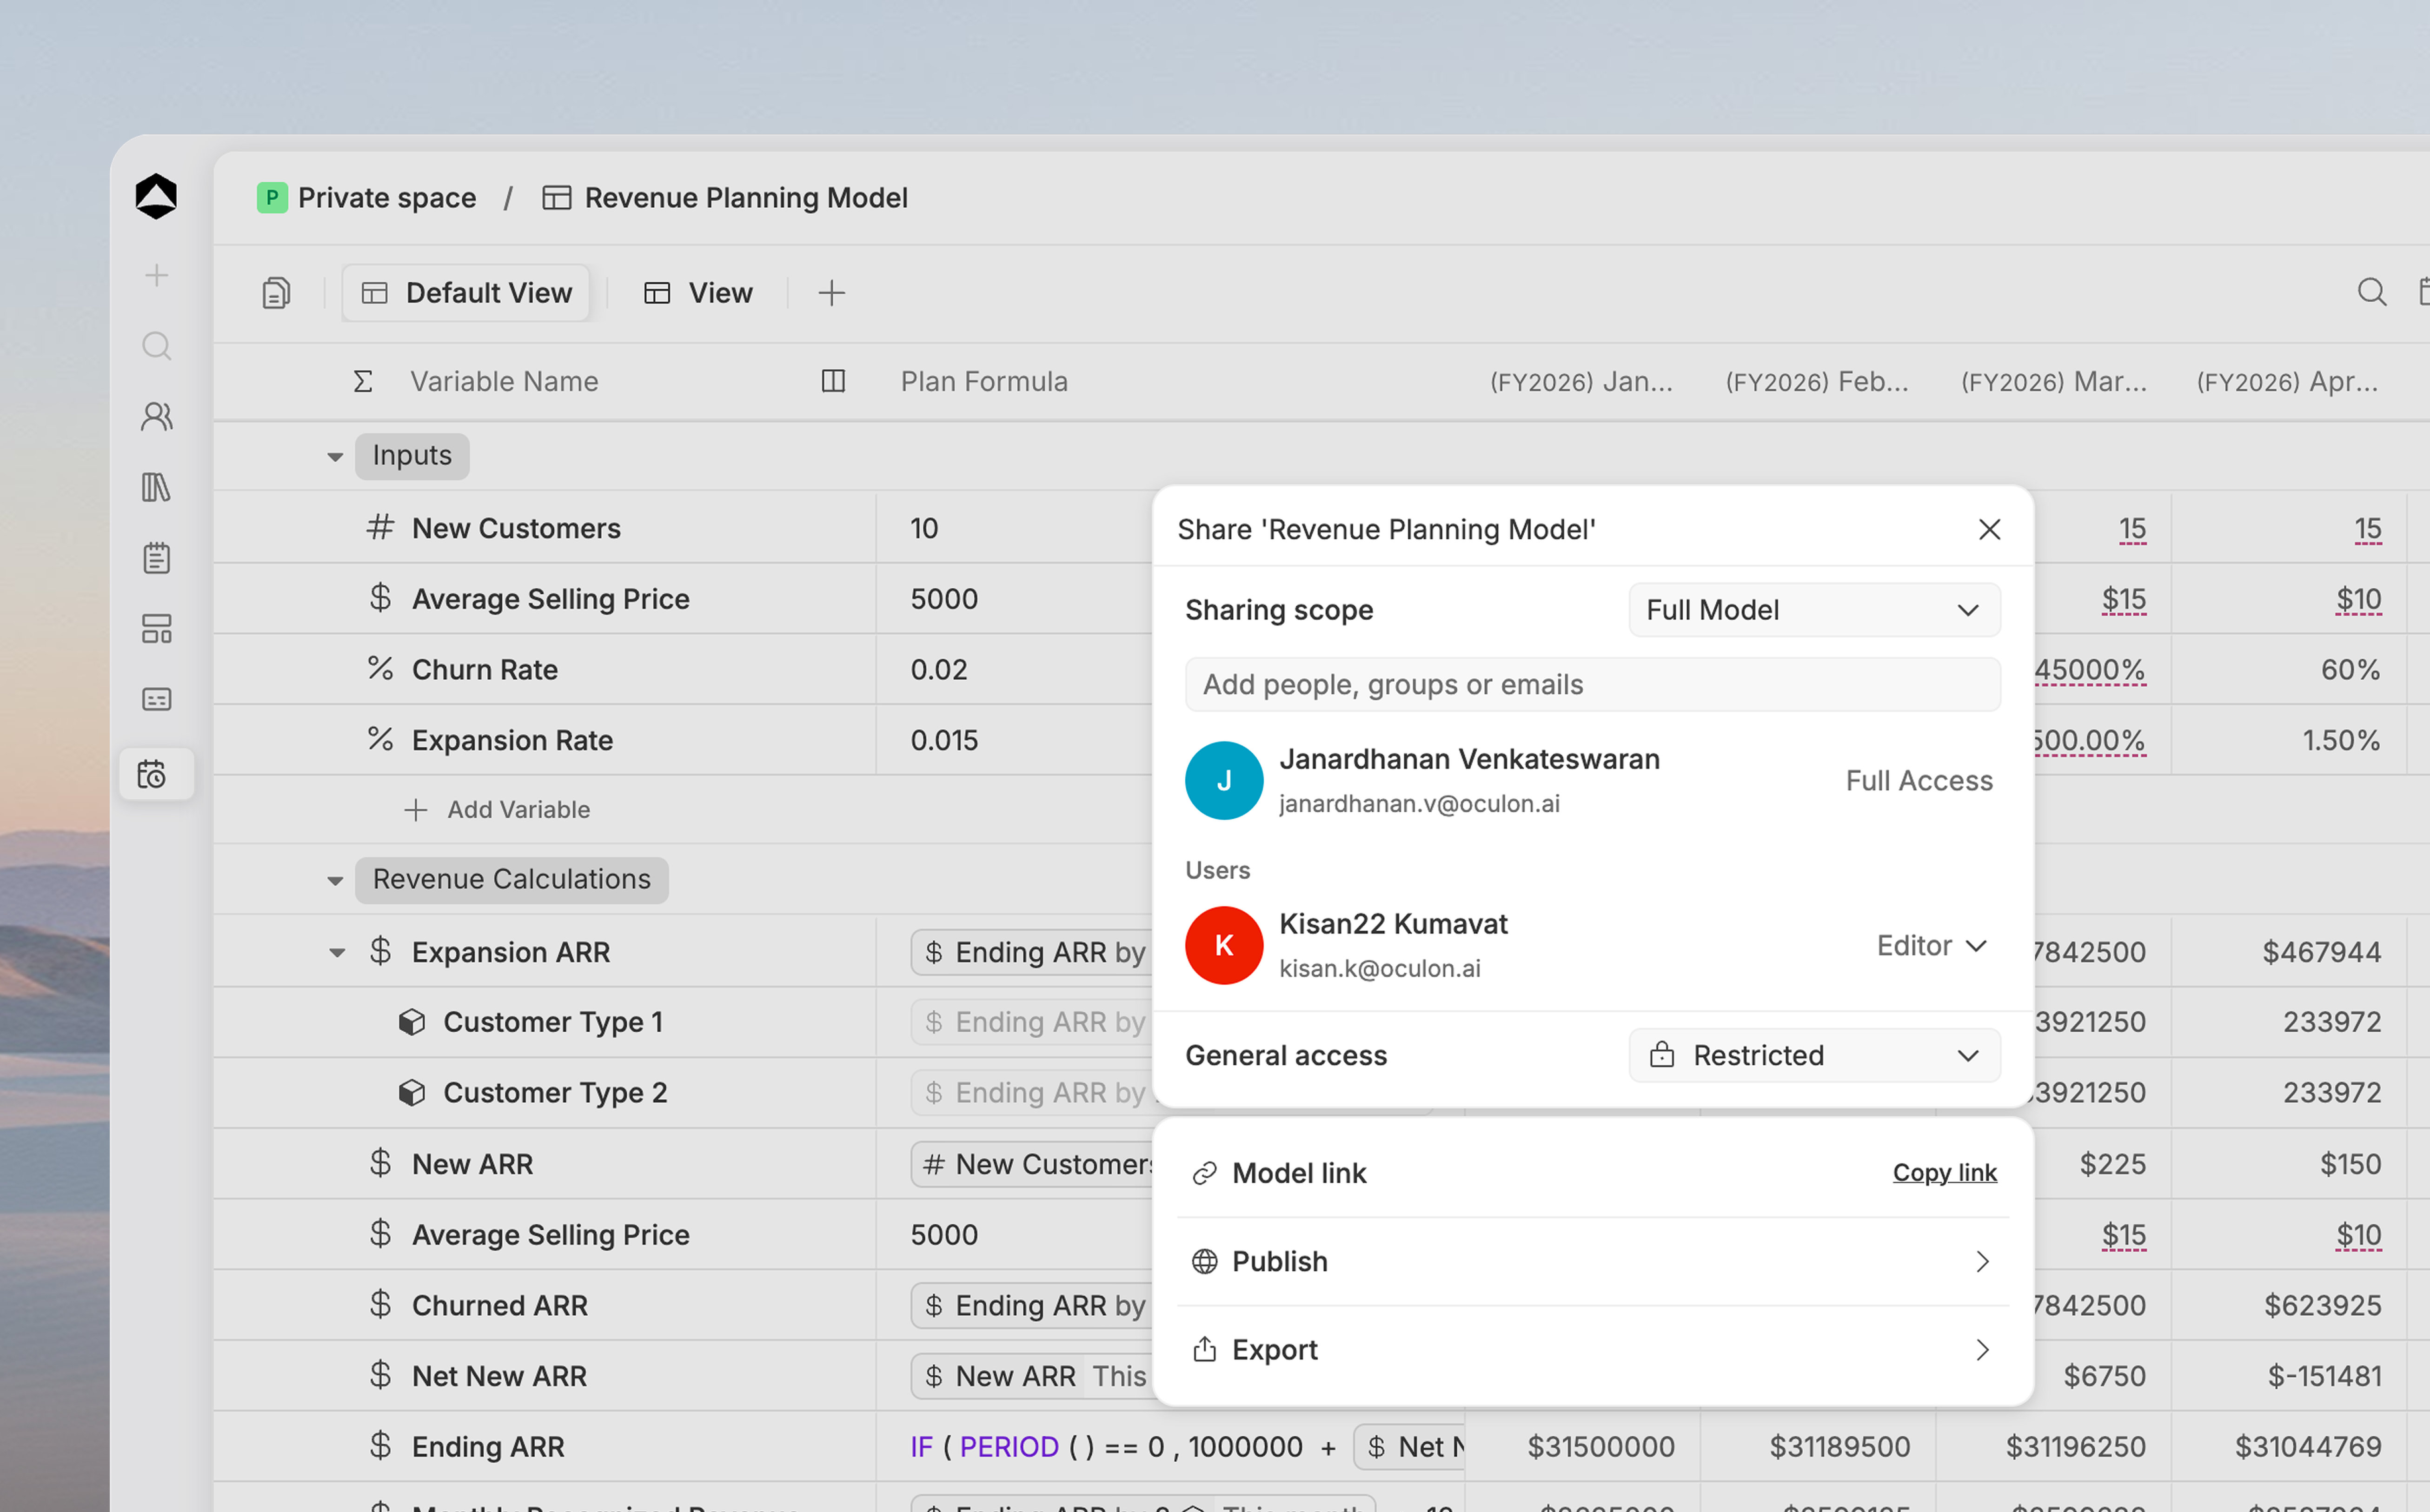 P Private space / Revenue Planning Model
Default View View
Σ Variable Name Plan Formula (FY2026) Jan... (FY2026) Feb... (FY2026) Mar... (FY2026) Apr...
Inputs
# New Customers 10 15 15
$ Average Selling Price 5000 $15 $10
% Churn Rate 0.02 45000% 60%
% Expansion Rate 0.015 500.00% 1.50%
Add Variable
Revenue Calculations
$ Expansion ARR $ Ending ARR by 7842500 $467944
Customer Type 1 $ Ending ARR by 3921250 233972
Customer Type 2 $ Ending ARR by 3921250 233972
$ New ARR # New Customers $225 $150
$ Average Selling Price 5000 $15 $10
$ Churned ARR $ Ending ARR by 7842500 $623925
$ Net New ARR $ New ARR This $6750 $-151481
$ Ending ARR IF ( PERIOD ( ) == 0 , 1000000 + $ Net N $31500000 $31189500 $31196250 $31044769
Share 'Revenue Planning Model'
Sharing scope Full Model
Add people, groups or emails
J Janardhanan Venkateswaran Full Access
janardhanan.v@oculon.ai
Users
K Kisan22 Kumavat Editor
kisan.k@oculon.ai
General access Restricted
Model link Copy link
Publish
Export